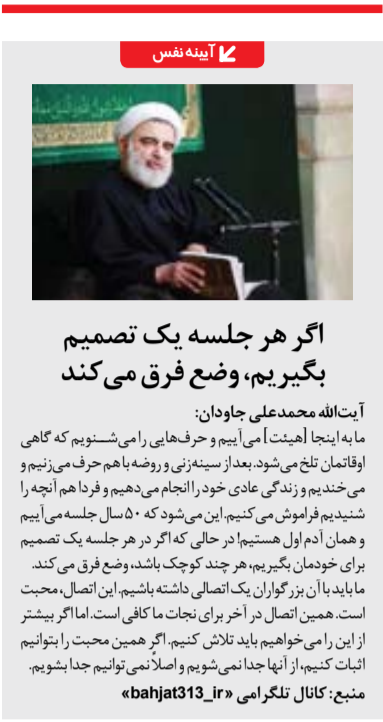 آیینه نفس
اگر هر جلسه یک تصمیم
بگیریم، وضع فرق می‌کند
آیت‌الله محمدعلی جاودان:
ما به اینجا [هیئت] می‌آییم و حرف‌هایی را می‌شنویم که گاهی
اوقاتمان تلخ می‌شود. بعد از سینه‌زنی و روضه با هم حرف می‌زنیم و
می‌خندیم و زندگی عادی خود را انجام می‌دهیم و فردا هم آنچه را
شنیدیم فراموش می‌کنیم. این می‌شود که ۵۰ سال جلسه می‌آییم
و همان آدم اول هستیم! در حالی که اگر در هر جلسه یک تصمیم
برای خودمان بگیریم، هر چند کوچک باشد، وضع فرق می‌کند.
ما باید با آن بزرگواران یک اتصالی داشته باشیم. این اتصال، محبت
است. همین اتصال در آخر برای نجات ما کافی است. اما اگر بیشتر
از این را می‌خواهیم باید تلاش کنیم. اگر همین محبت را بتوانیم
اثبات کنیم، از آنها جدا نمی‌شویم و اصلاً نمی‌توانیم جدا بشویم.
منبع: کانال تلگرامی «bahjat313_ir»